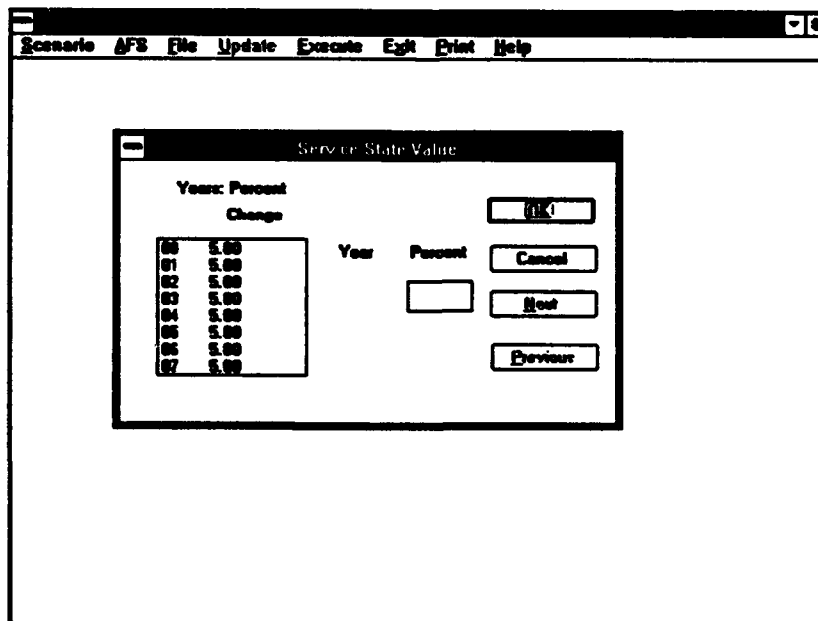 Scenario AFS File Update Execute Exit Print Help
Service State Value
Years: Percent
Change
00 5.00
01 5.00
02 5.00
03 5.00
04 5.00
05 5.00
06 5.00
07 5.00
Year Percent
OK
Cancel
Next
Previous